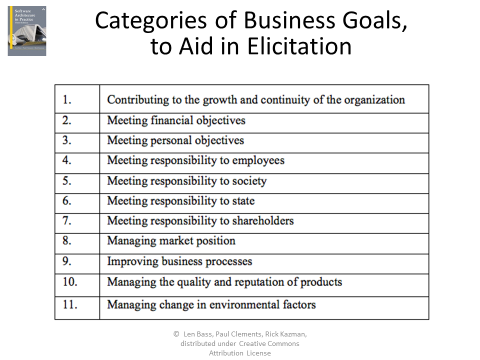 Software
Architecture
in Practice
Categories of Business Goals,
to Aid in Elicitation
1. Contributing to the growth and continuity of the organization
2. Meeting financial objectives
3. Meeting personal objectives
4. Meeting responsibility to employees
5. Meeting responsibility to society
6. Meeting responsibility to state
7. Meeting responsibility to shareholders
8. Managing market position
9. Improving business processes
10. Managing the quality and reputation of products
11. Managing change in environmental factors
© Len Bass, Paul Clements, Rick Kazman,
distributed under Creative Commons
Attribution License